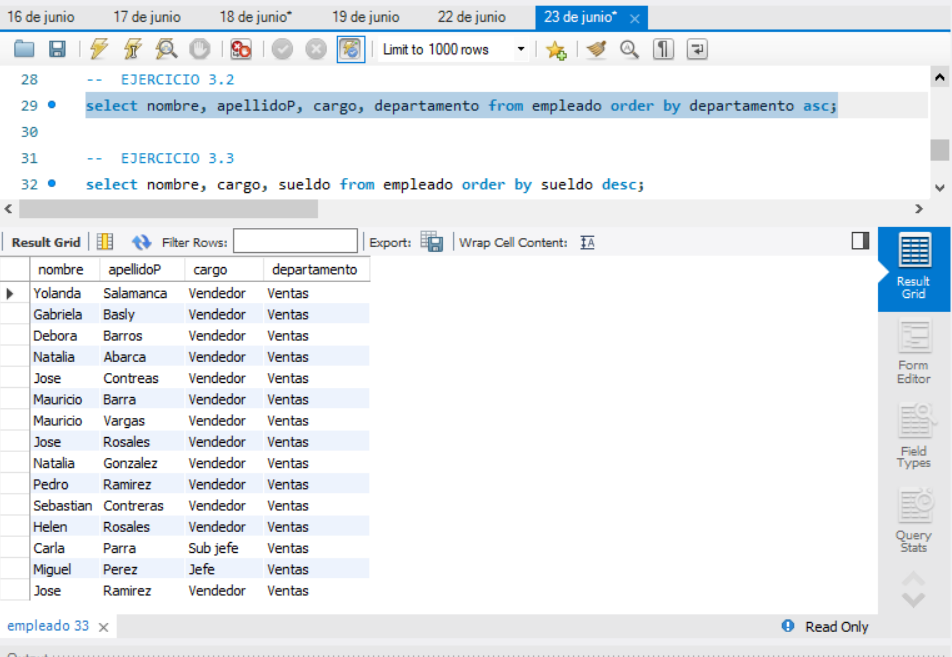 16 de junio 17 de junio 18 de junio* 19 de junio 22 de junio 23 de junio* ×
Limit to 1000 rows
28 -- EJERCICIO 3.2
29 select nombre, apellidoP, cargo, departamento from empleado order by departamento asc;
30
31 -- EJERCICIO 3.3
32 select nombre, cargo, sueldo from empleado order by sueldo desc;
Result Grid Filter Rows: Export: Wrap Cell Content: IA
nombre apellidoP cargo departamento
Yolanda Salamanca Vendedor Ventas
Gabriela Basly Vendedor Ventas
Debora Barros Vendedor Ventas
Natalia Abarca Vendedor Ventas
Jose Contreas Vendedor Ventas
Mauricio Barra Vendedor Ventas
Mauricio Vargas Vendedor Ventas
Jose Rosales Vendedor Ventas
Natalia Gonzalez Vendedor Ventas
Pedro Ramirez Vendedor Ventas
Sebastian Contreras Vendedor Ventas
Helen Rosales Vendedor Ventas
Carla Parra Sub jefe Ventas
Miguel Perez Jefe Ventas
Jose Ramirez Vendedor Ventas
Result
Grid
Form
Editor
Field
Types
Query
Stats
empleado 33 × Read Only